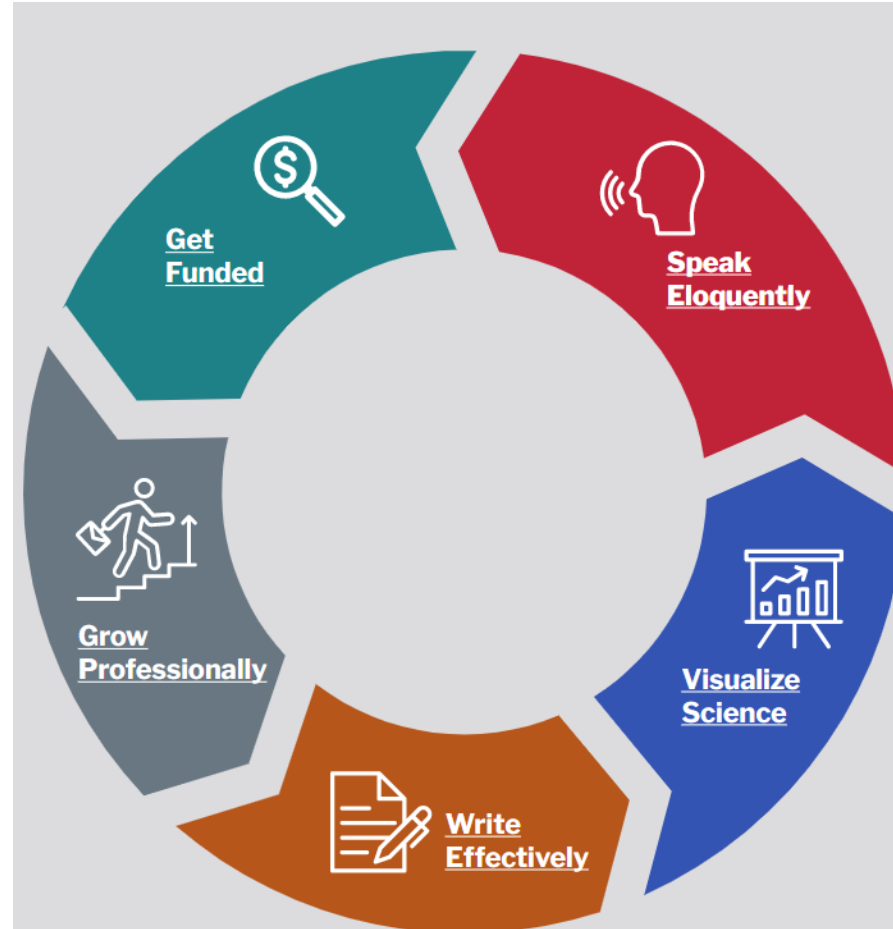 Get
Funded
Speak
Eloquently
Grow
Professionally
Visualize
Science
Write
Effectively